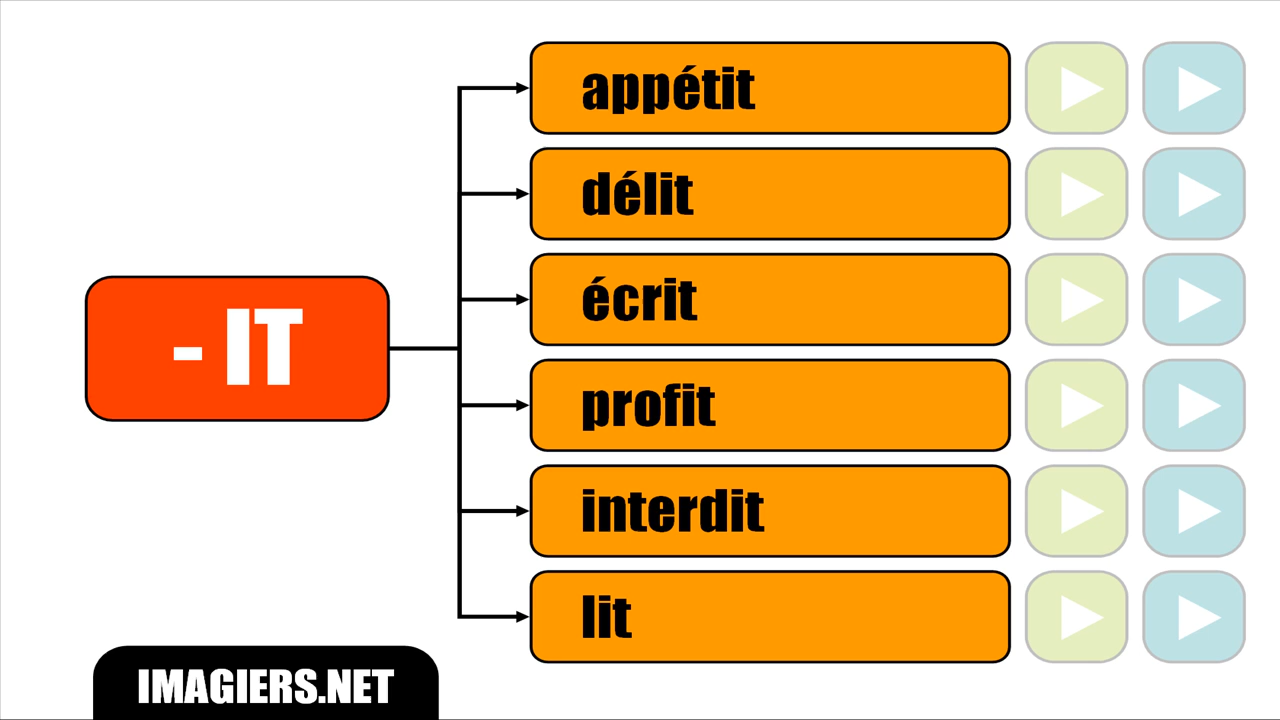 - IT
appétit
délit
écrit
profit
interdit
lit
IMAGIERS.NET